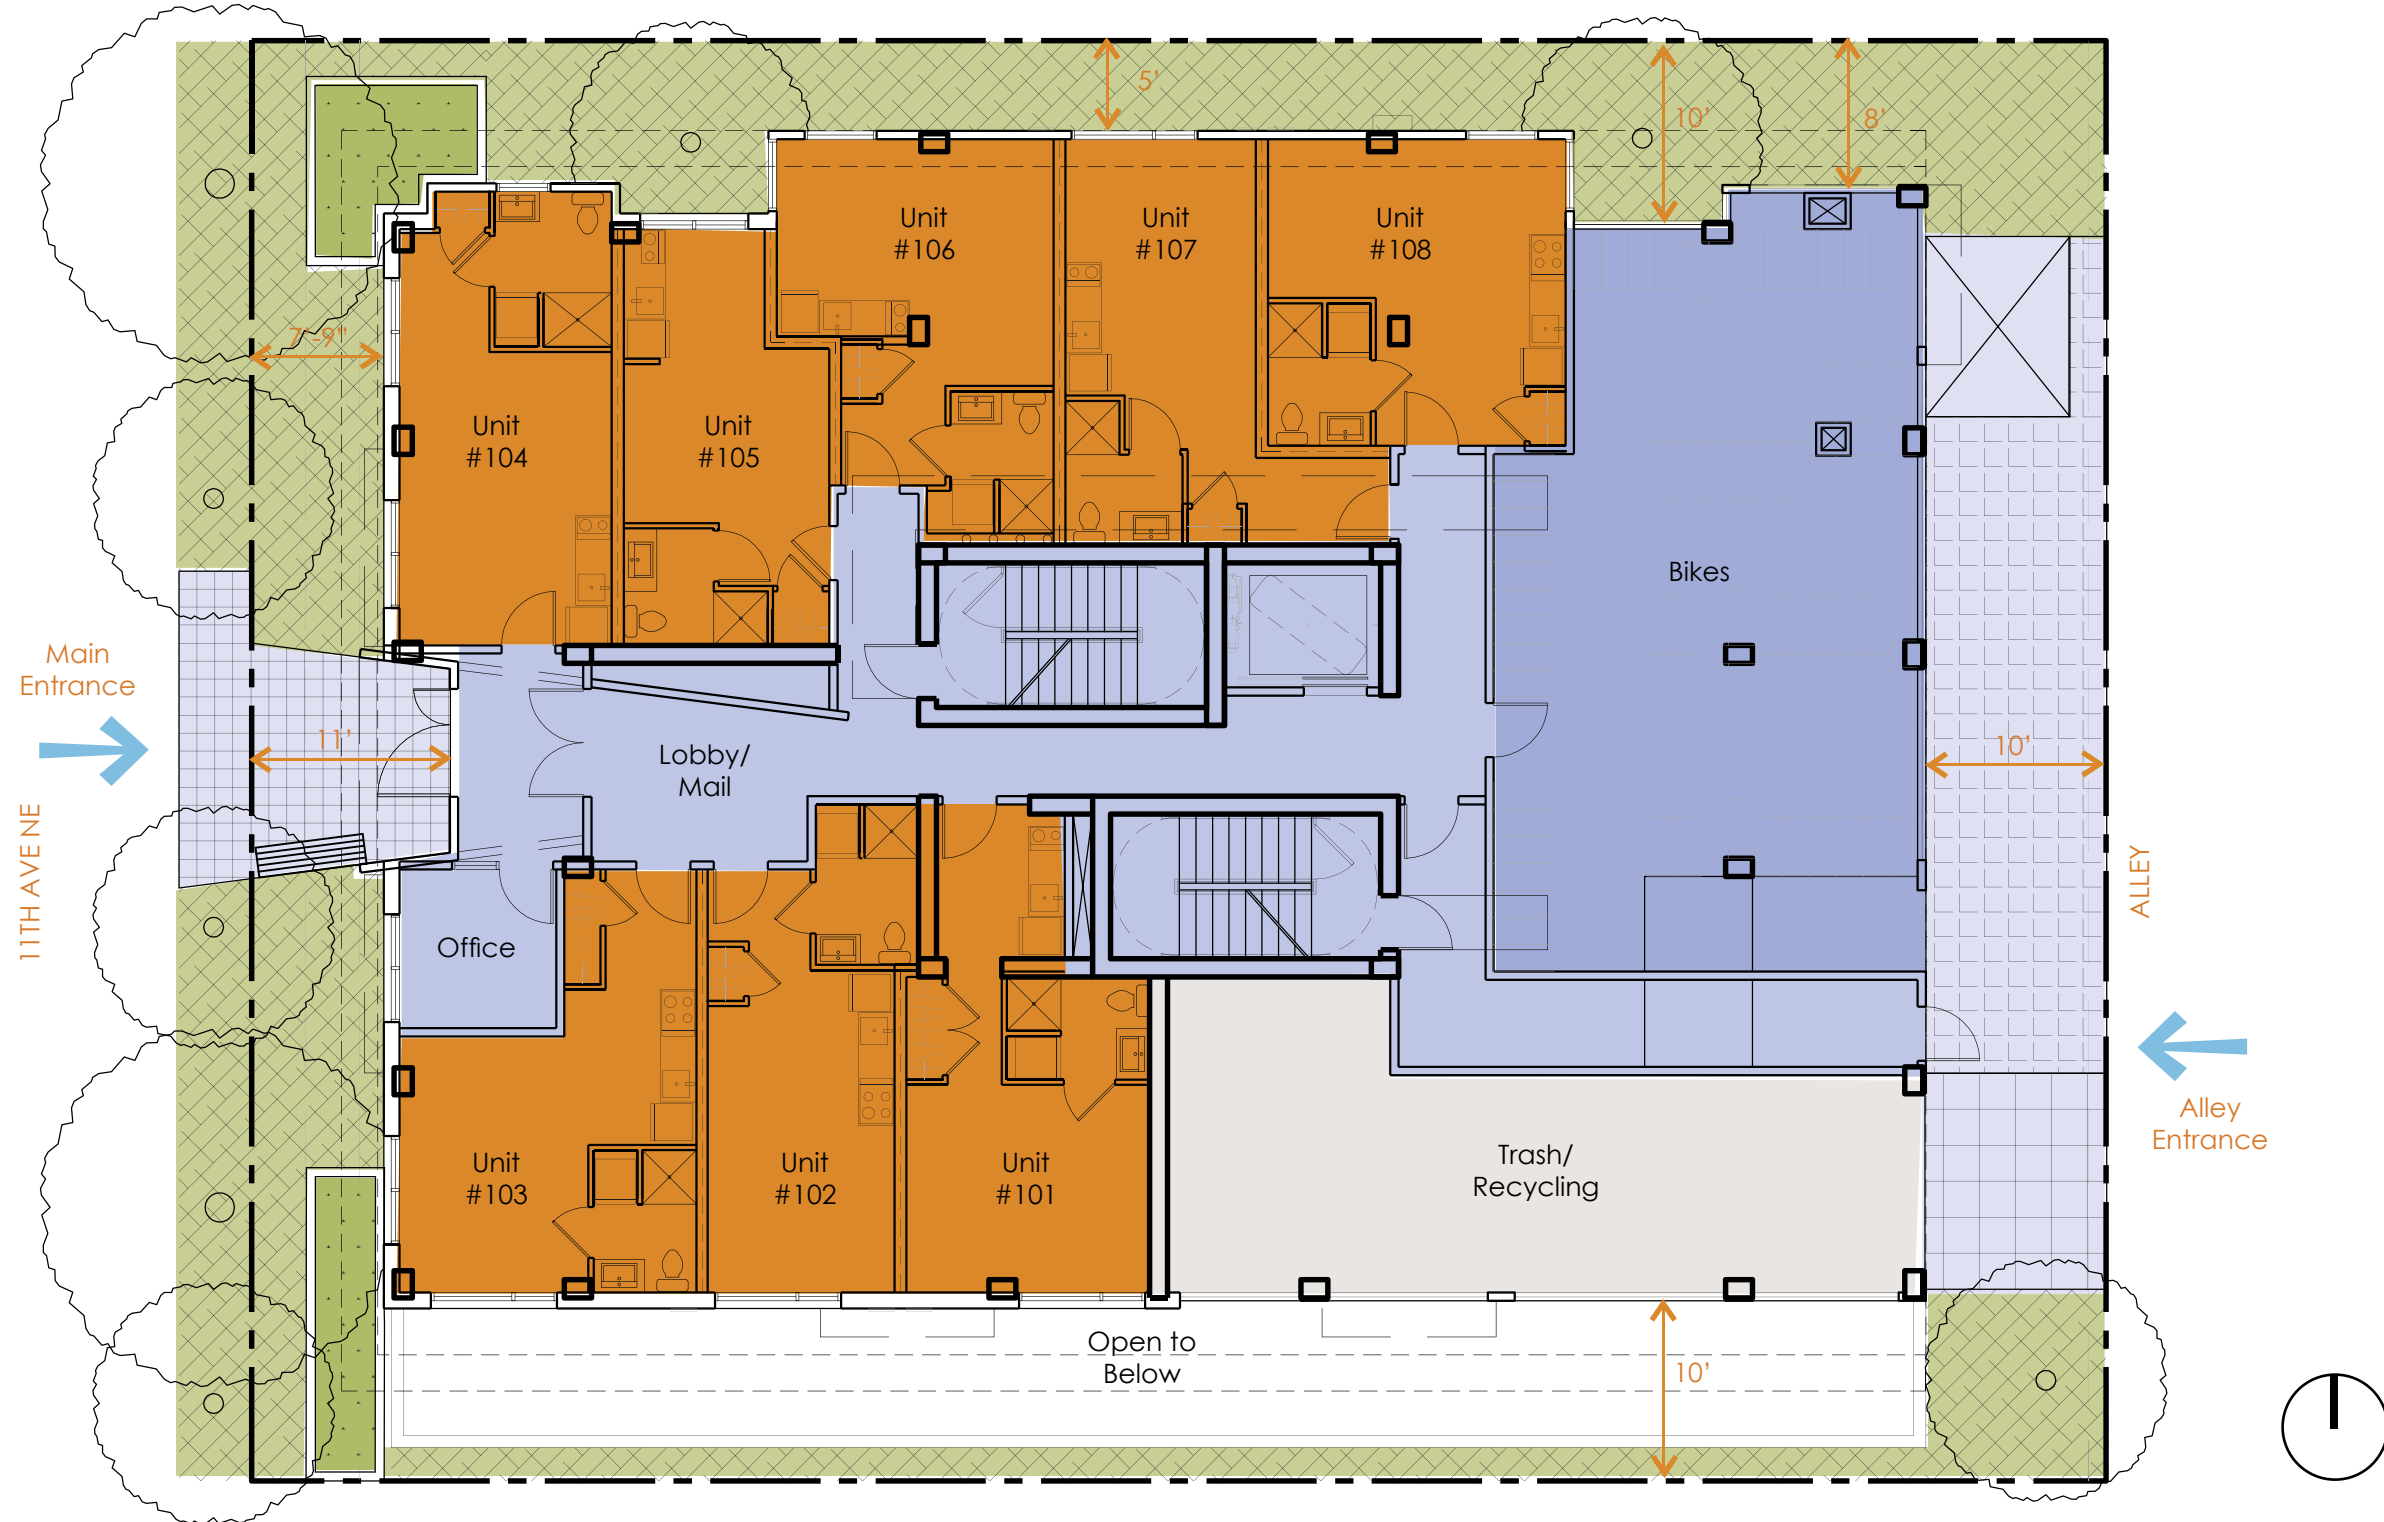 5'
10'
8'
Unit
#106
Unit
#107
Unit
#108
7'-9"
Unit
#104
Unit
#105
Bikes
Main
Entrance
11'
Lobby/
Mail
10'
11TH AVE NE
ALLEY
Office
Alley
Entrance
Unit
#103
Unit
#102
Unit
#101
Trash/
Recycling
Open to
Below
10'